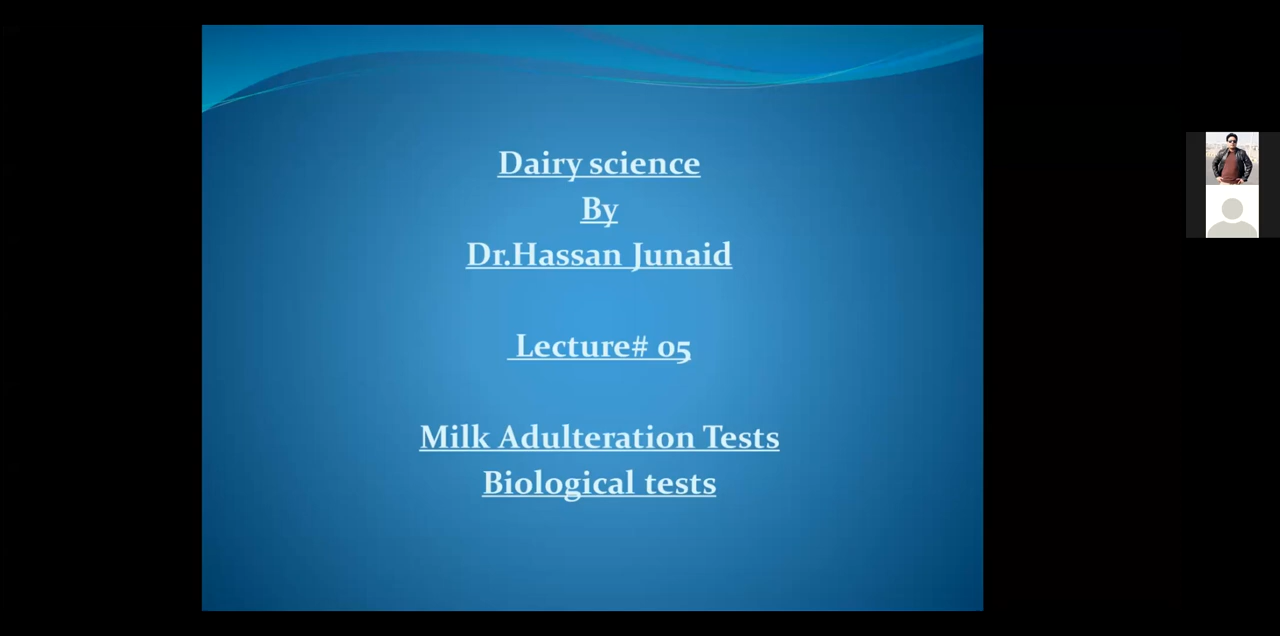 Dairy science
By
Dr.Hassan Junaid
Lecture# 05
Milk Adulteration Tests
Biological tests